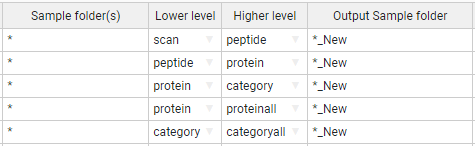 Sample folder(s) Lower level Higher level Output Sample folder
* scan peptide *_New
* peptide protein *_New
* protein category *_New
* protein proteinall *_New
* category categoryall *_New